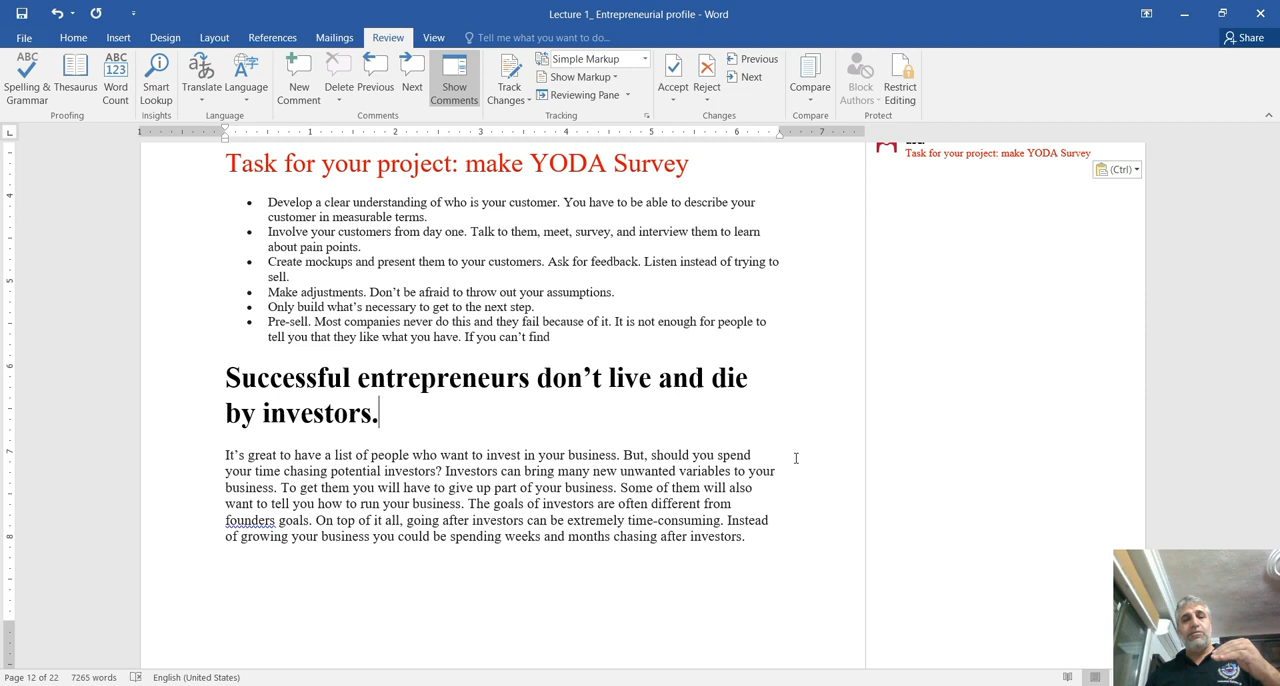 Lecture 1_ Entrepreneurial profile - Word
File Home Insert Design Layout References Mailings Review View Tell me what you want to do... Share
ABC Spelling & Grammar Thesaurus ABC 123 Word Count Smart Lookup Translate Language New Comment Delete Previous Next Show Comments Track Changes Simple Markup Show Markup Reviewing Pane Accept Reject Previous Next Compare Block Authors Restrict Editing
Proofing Insights Language Comments Tracking Changes Compare Protect
1 1 2 3 4 5 6 7
Task for your project: make YODA Survey
Task for your project: make YODA Survey
(Ctrl)
• Develop a clear understanding of who is your customer. You have to be able to describe your
customer in measurable terms.
• Involve your customers from day one. Talk to them, meet, survey, and interview them to learn
about pain points.
• Create mockups and present them to your customers. Ask for feedback. Listen instead of trying to
sell.
• Make adjustments. Don’t be afraid to throw out your assumptions.
• Only build what’s necessary to get to the next step.
• Pre-sell. Most companies never do this and they fail because of it. It is not enough for people to
tell you that they like what you have. If you can’t find
Successful entrepreneurs don’t live and die
by investors.
It’s great to have a list of people who want to invest in your business. But, should you spend
your time chasing potential investors? Investors can bring many new unwanted variables to your
business. To get them you will have to give up part of your business. Some of them will also
want to tell you how to run your business. The goals of investors are often different from
founders goals. On top of it all, going after investors can be extremely time-consuming. Instead
of growing your business you could be spending weeks and months chasing after investors.
Page 12 of 22 7265 words English (United States)